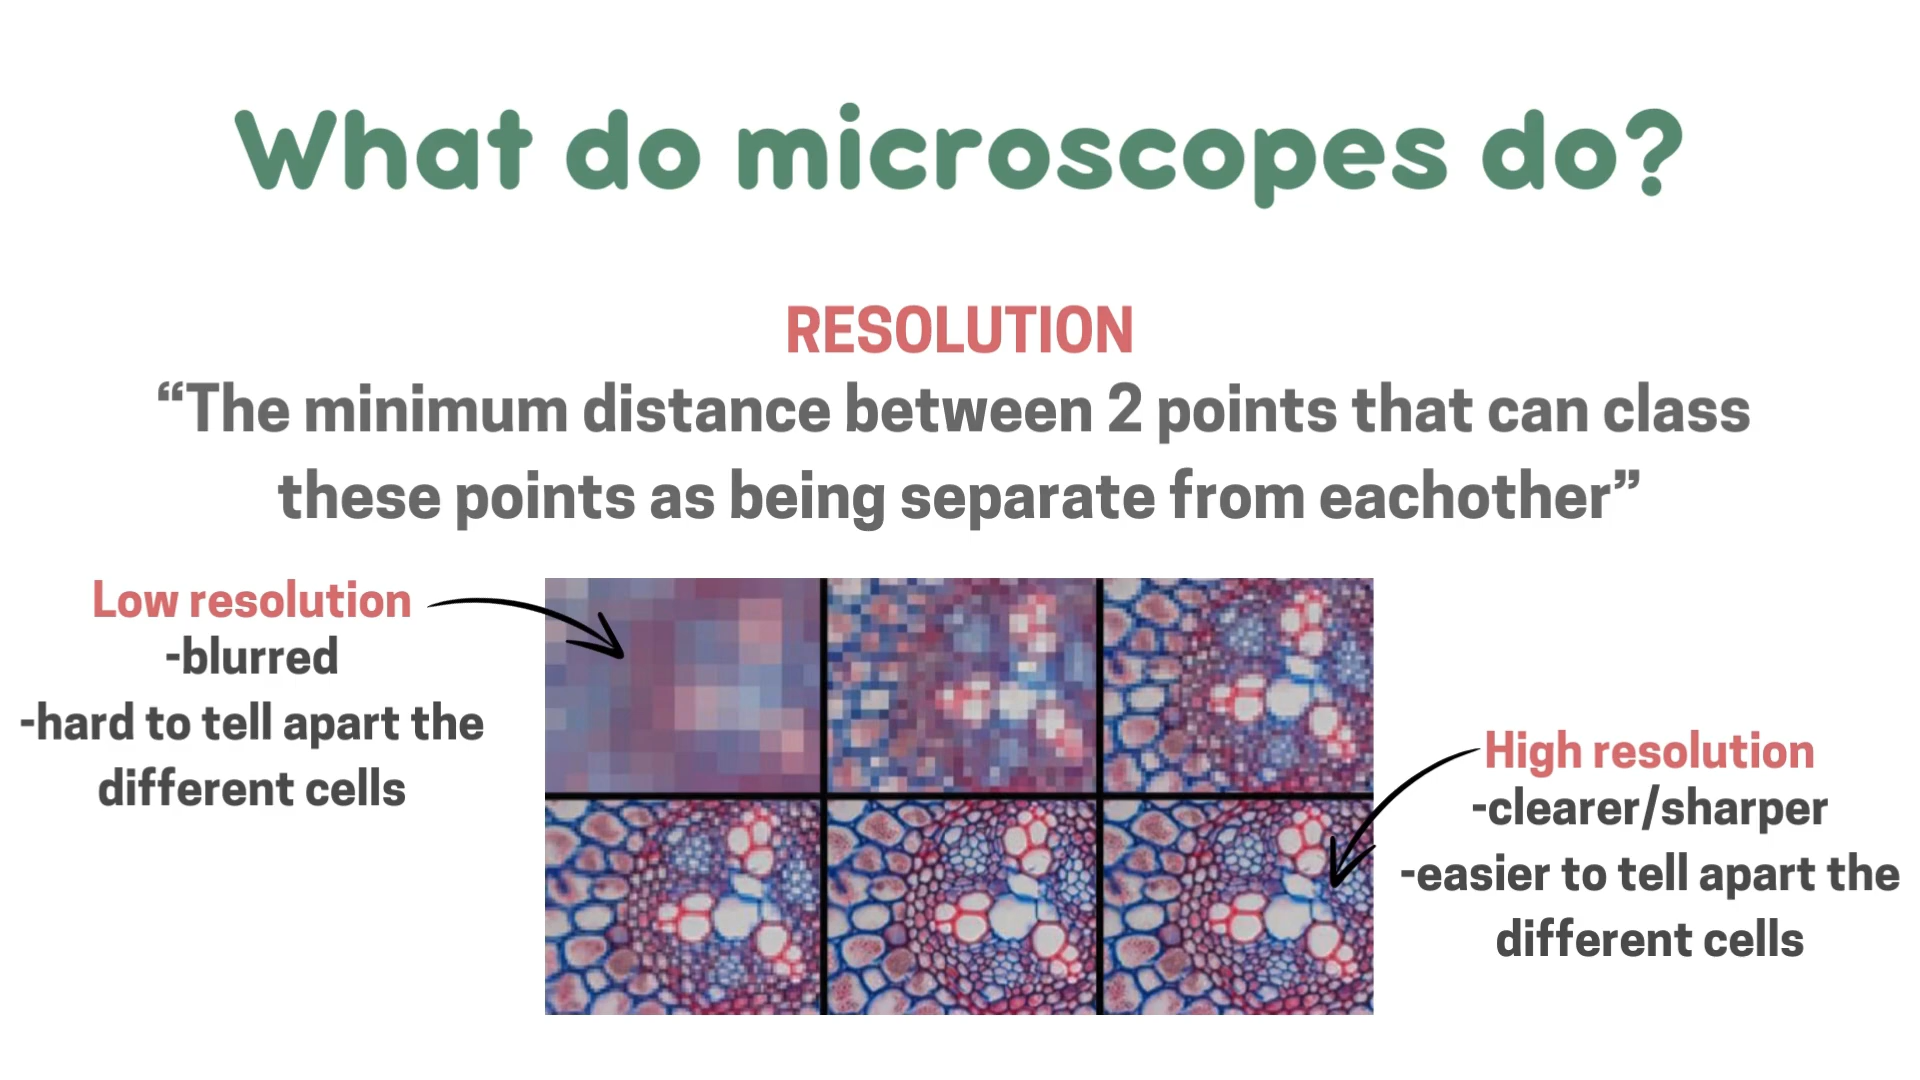 What do microscopes do?
RESOLUTION
“The minimum distance between 2 points that can class
these points as being separate from eachother”
Low resolution
-blurred
-hard to tell apart the
different cells
High resolution
-clearer/sharper
-easier to tell apart the
different cells